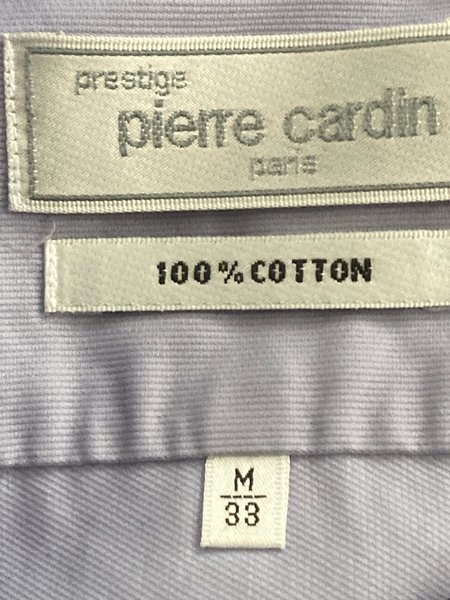 prestige
pierre cardin
paris
100% COTTON
M
33